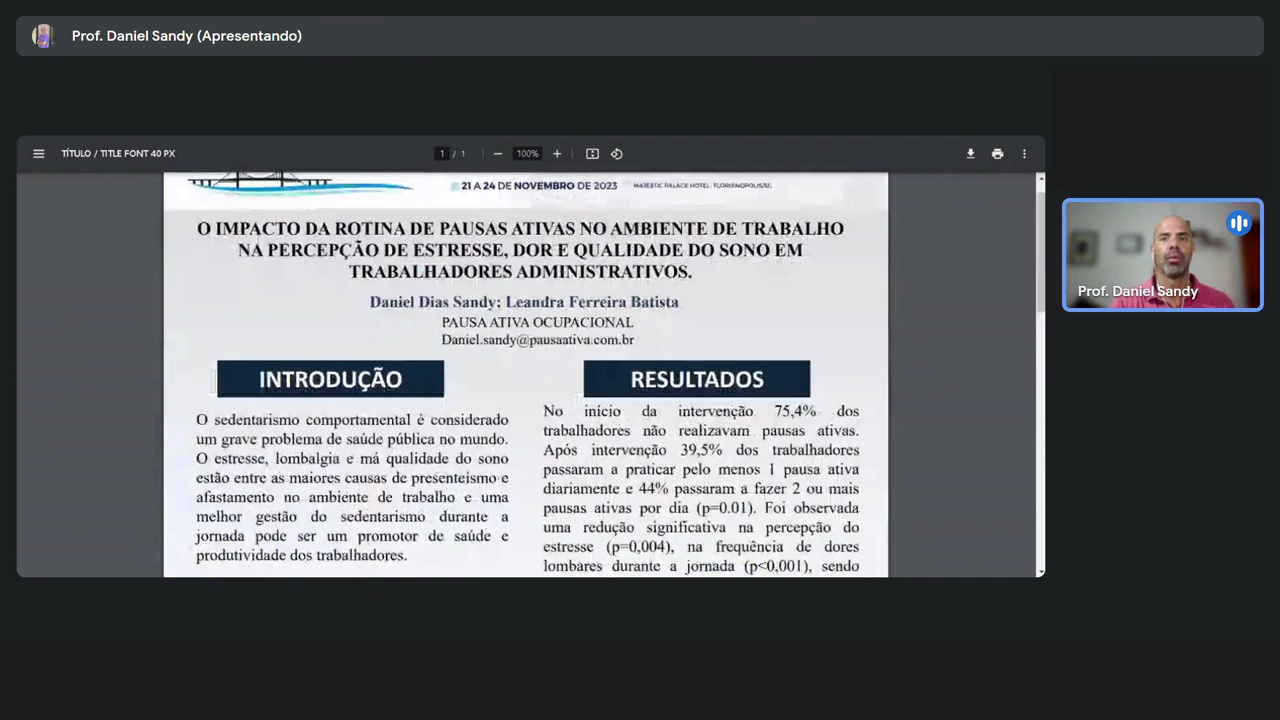 Prof. Daniel Sandy (Apresentando)
TÍTULO / TITLE FONT 40 PX
1 / 1
100%
21 A 24 DE NOVEMBRO DE 2023 MAJESTIC PALACE HOTEL, FLORIANÓPOLIS/SC
O IMPACTO DA ROTINA DE PAUSAS ATIVAS NO AMBIENTE DE TRABALHO
NA PERCEPÇÃO DE ESTRESSE, DOR E QUALIDADE DO SONO EM
TRABALHADORES ADMINISTRATIVOS.
Daniel Dias Sandy; Leandra Ferreira Batista
PAUSA ATIVA OCUPACIONAL
Daniel.sandy@pausaativa.com.br
INTRODUÇÃO
O sedentarismo comportamental é considerado
um grave problema de saúde pública no mundo.
O estresse, lombalgia e má qualidade do sono
estão entre as maiores causas de presenteísmo e
afastamento no ambiente de trabalho e uma
melhor gestão do sedentarismo durante a
jornada pode ser um promotor de saúde e
produtividade dos trabalhadores.
RESULTADOS
No início da intervenção 75,4% dos
trabalhadores não realizavam pausas ativas.
Após intervenção 39,5% dos trabalhadores
passaram a praticar pelo menos 1 pausa ativa
diariamente e 44% passaram a fazer 2 ou mais
pausas ativas por dia (p=0.01). Foi observada
uma redução significativa na percepção do
estresse (p=0,004), na frequência de dores
lombares durante a jornada (p<0,001), sendo
Prof. Daniel Sandy